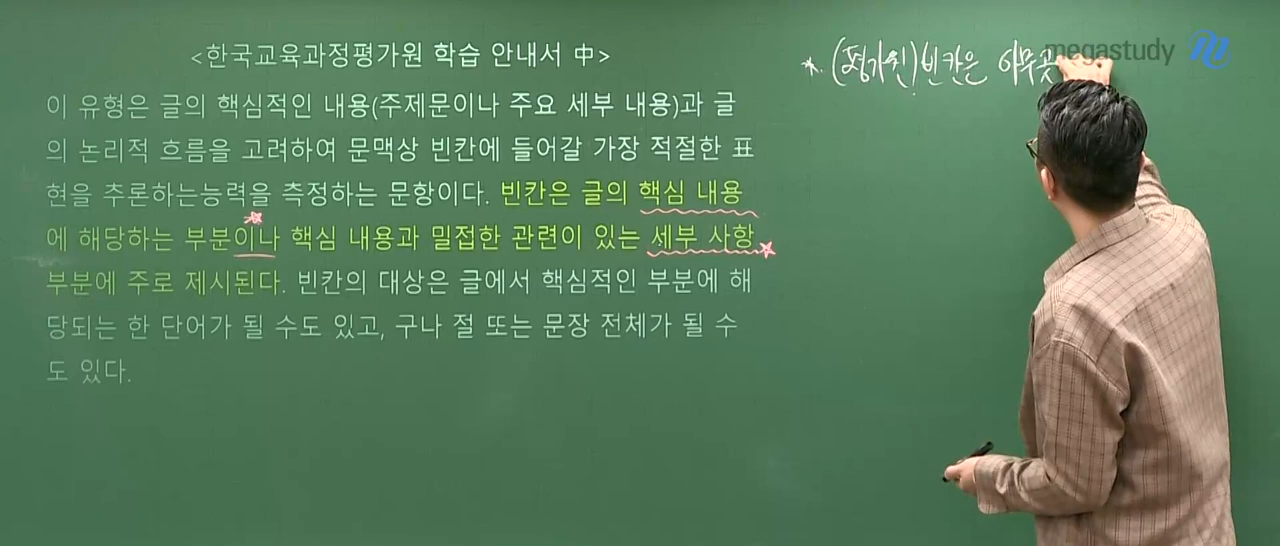 <한국교육과정평가원 학습 안내서 中>
이 유형은 글의 핵심적인 내용(주제문이나 주요 세부 내용)과 글
의 논리적 흐름을 고려하여 문맥상 빈칸에 들어갈 가장 적절한 표
현을 추론하는능력을 측정하는 문항이다. 빈칸은 글의 핵심 내용
에 해당하는 부분이나 핵심 내용과 밀접한 관련이 있는 세부 사항
부분에 주로 제시된다. 빈칸의 대상은 글에서 핵심적인 부분에 해
당되는 한 단어가 될 수도 있고, 구나 절 또는 문장 전체가 될 수
도 있다.
*. (평가원)빈칸은 아무곳
megastudy